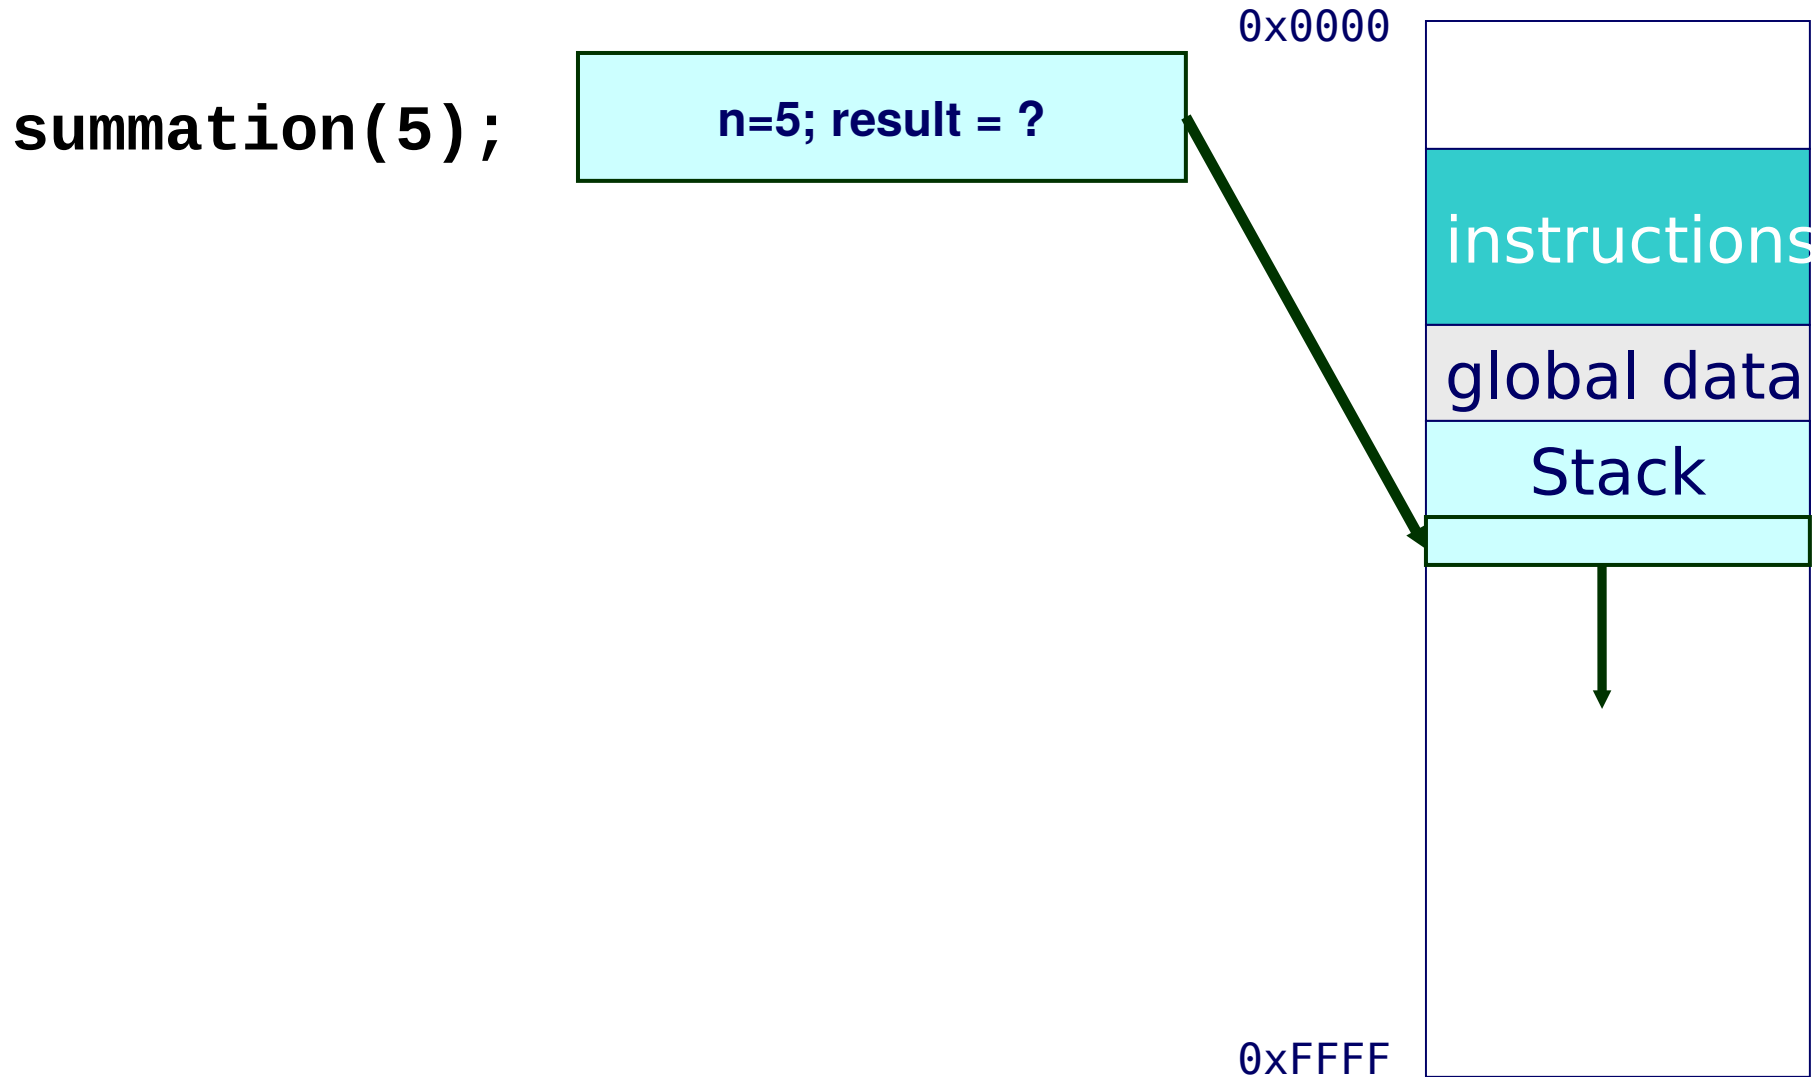 0x0000
summation(5);
n=5; result = ?
instructions
global data
Stack
0xFFFF